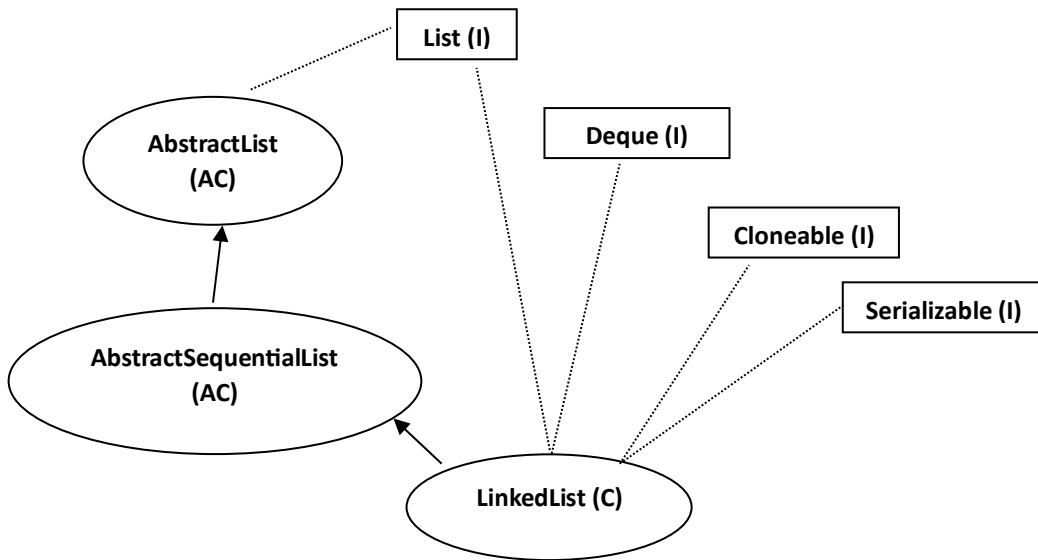 List (I)
AbstractList
(AC)
Deque (I)
Cloneable (I)
Serializable (I)
AbstractSequentialList
(AC)
LinkedList (C)